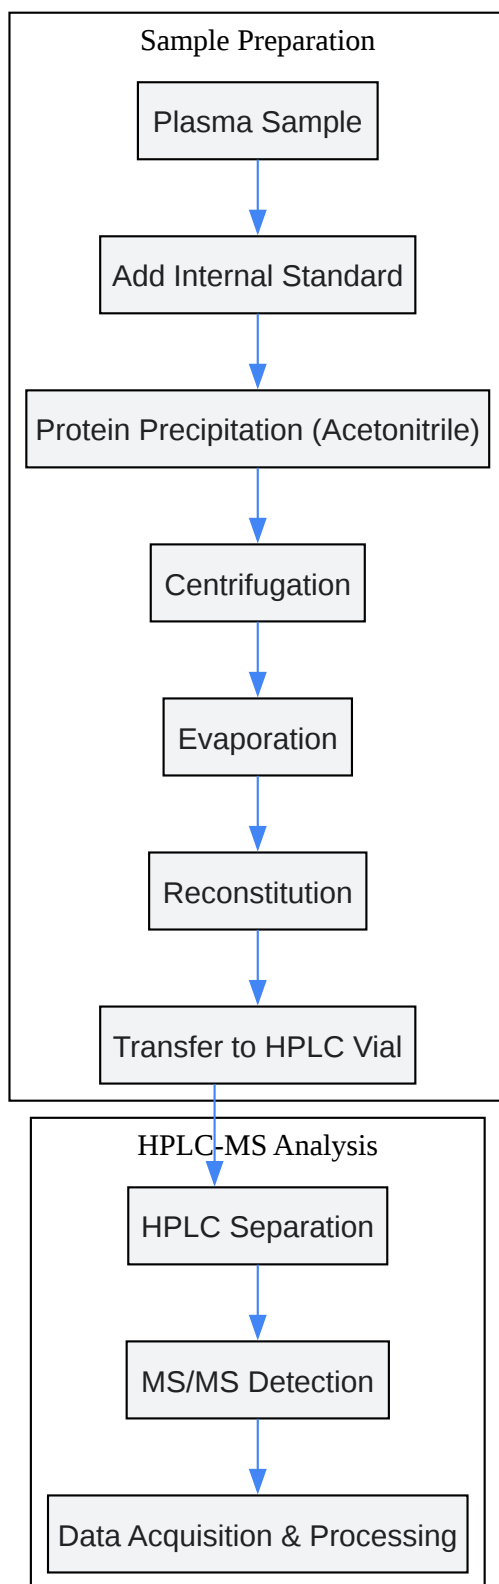 Sample Preparation
Plasma Sample
Add Internal Standard
Protein Precipitation (Acetonitrile)
Centrifugation
Evaporation
Reconstitution
Transfer to HPLC Vial
HPLC-MS Analysis
HPLC Separation
MS/MS Detection
Data Acquisition & Processing